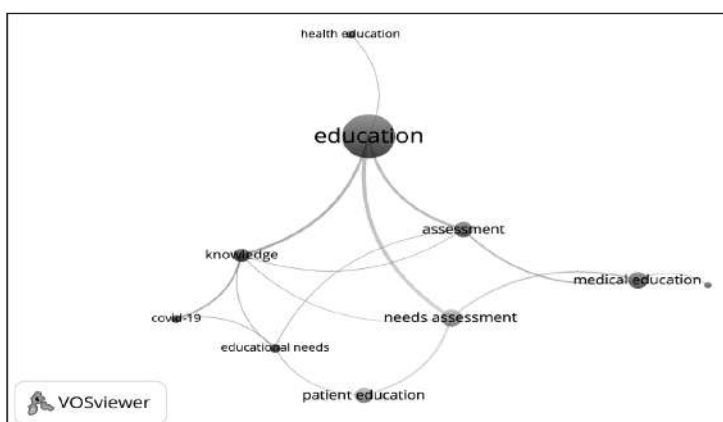 health education
education
assessment
knowledge
medical education
covid-19
needs assessment
educational needs
patient education
VOSviewer